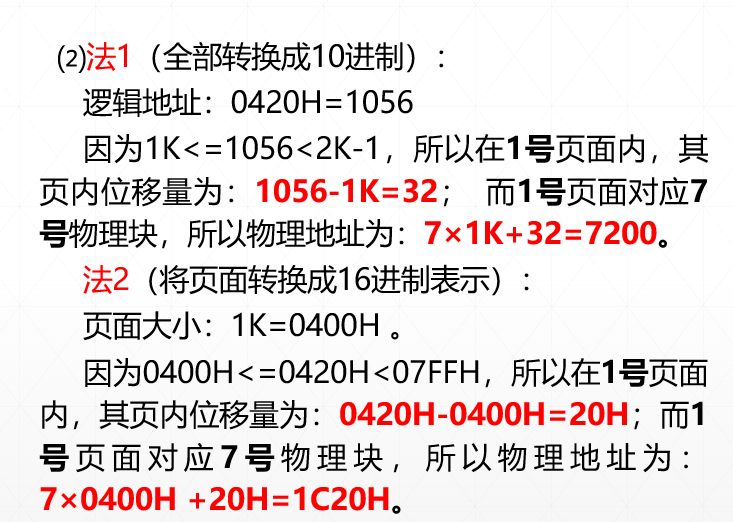 ⑵法1（全部转换成10进制）:
逻辑地址：0420H=1056
因为1K<=1056<2K-1，所以在1号页面内，其
页内位移量为：1056-1K=32； 而1号页面对应7
号物理块，所以物理地址为：7×1K+32=7200。
法2（将页面转换成16进制表示）:
页面大小：1K=0400H 。
因为0400H<=0420H<07FFH，所以在1号页面
内，其页内位移量为：0420H-0400H=20H；而1
号页面对应7号物理块，所以物理地址为：
7×0400H +20H=1C20H。